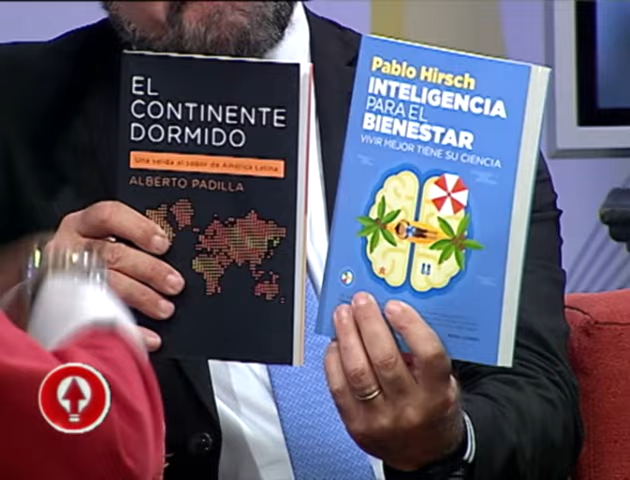 EL
CONTINENTE
DORMIDO
Una salida al sopor de América Latina
ALBERTO PADILLA
Pablo Hirsch
INTELIGENCIA
PARA EL
BIENESTAR
VIVIR MEJOR TIENE SU CIENCIA